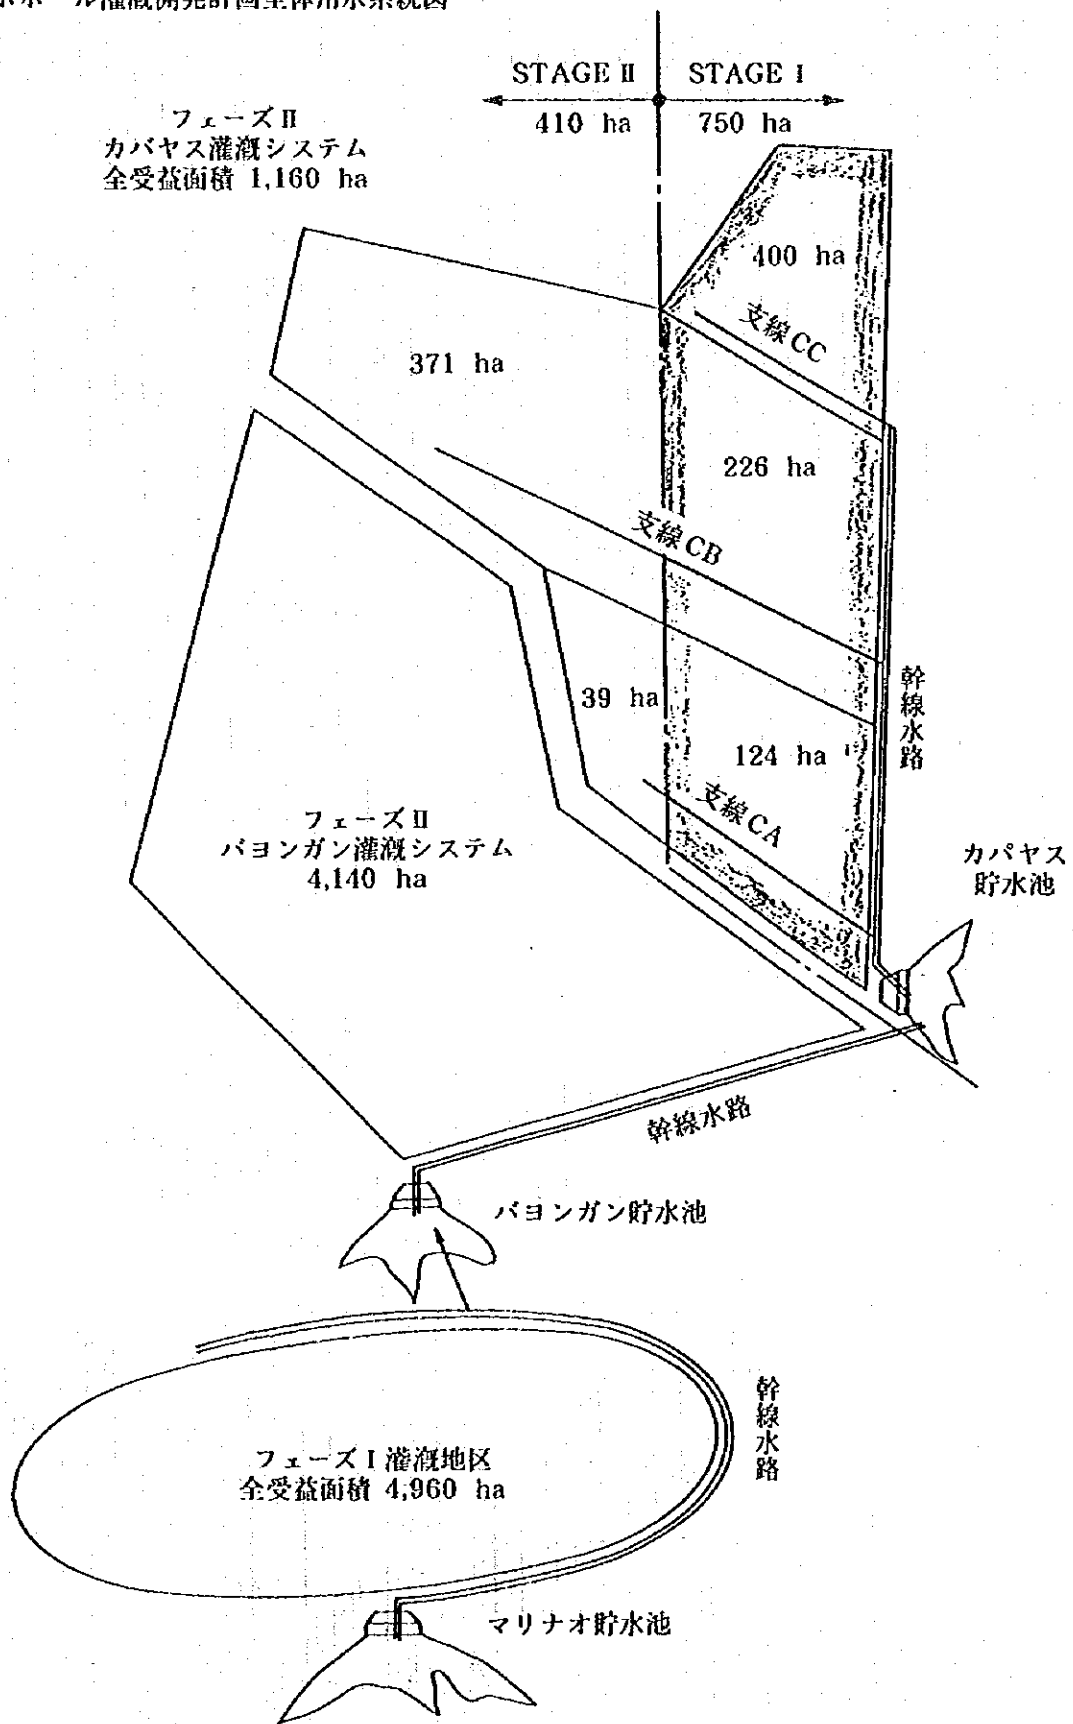 ール灌漑開発計画全体用水系統図
STAGE II
STAGE I
410 ha
750 ha
フェーズII
カバヤス灌漑システム
全受益面積 1,160 ha
400 ha
支線CC
371 ha
226 ha
支線CB
幹線水路
39 ha
124 ha
支線CA
フェーズII
バヨンガン灌漑システム
4,140 ha
カパヤス
貯水池
幹線水路
バヨンガン貯水池
幹線水路
フェーズI 灌漑地区
全受益面積 4,960 ha
マリナオ貯水池